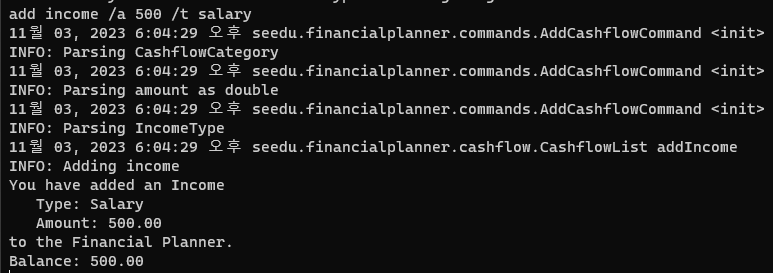 add income /a 500 /t salary
11월 03, 2023 6:04:29 오후 seedu.financialplanner.commands.AddCashflowCommand <init>
INFO: Parsing CashflowCategory
11월 03, 2023 6:04:29 오후 seedu.financialplanner.commands.AddCashflowCommand <init>
INFO: Parsing amount as double
11월 03, 2023 6:04:29 오후 seedu.financialplanner.commands.AddCashflowCommand <init>
INFO: Parsing IncomeType
11월 03, 2023 6:04:29 오후 seedu.financialplanner.cashflow.CashflowList addIncome
INFO: Adding income
You have added an Income
   Type: Salary
   Amount: 500.00
to the Financial Planner.
Balance: 500.00